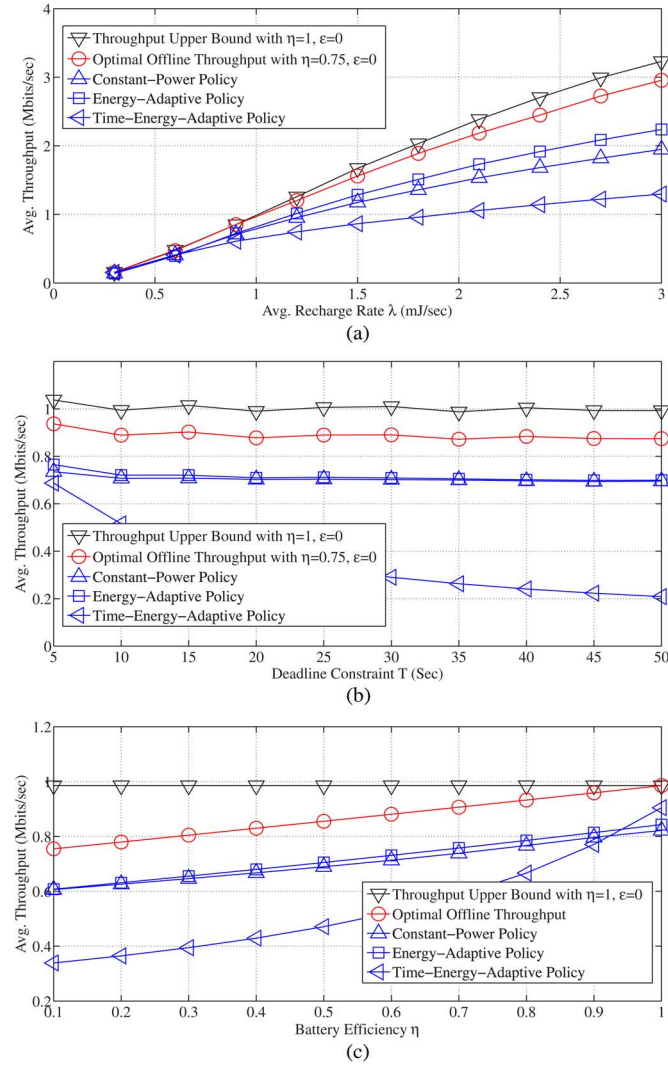 4
3
2
1
0
Avg. Throughput (Mbits/sec)
Throughput Upper Bound with η=1, ε=0
Optimal Offline Throughput with η=0.75, ε=0
Constant−Power Policy
Energy−Adaptive Policy
Time−Energy−Adaptive Policy
0 0.5 1 1.5 2 2.5 3
Avg. Recharge Rate λ (mJ/sec)
(a)
1
0.8
0.6
0.4
0.2
0
Avg. Throughput (Mbits/sec)
Throughput Upper Bound with η=1, ε=0
Optimal Offline Throughput with η=0.75, ε=0
Constant−Power Policy
Energy−Adaptive Policy
Time−Energy−Adaptive Policy
5 10 15 20 25 30 35 40 45 50
Deadline Constraint T (Sec)
(b)
1.2
1
0.8
0.6
0.4
0.2
Avg. Throughput (Mbits/sec)
Throughput Upper Bound with η=1, ε=0
Optimal Offline Throughput
Constant−Power Policy
Energy−Adaptive Policy
Time−Energy−Adaptive Policy
0.1 0.2 0.3 0.4 0.5 0.6 0.7 0.8 0.9 1
Battery Efficiency η
(c)